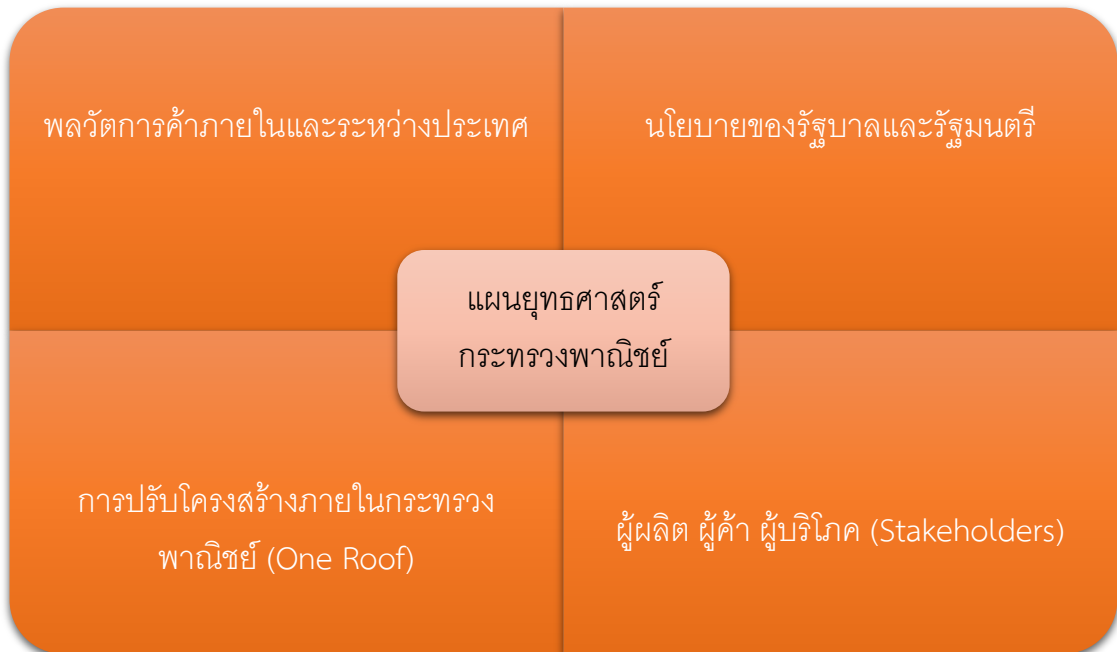 พลวัตการค้าภายในและระหว่างประเทศ
นโยบายของรัฐบาลและรัฐมนตรี
แผนยุทธศาสตร์
กระทรวงพาณิชย์
การปรับโครงสร้างภายในกระทรวง
พาณิชย์ (One Roof)
ผู้ผลิต ผู้ค้า ผู้บริโภค (Stakeholders)